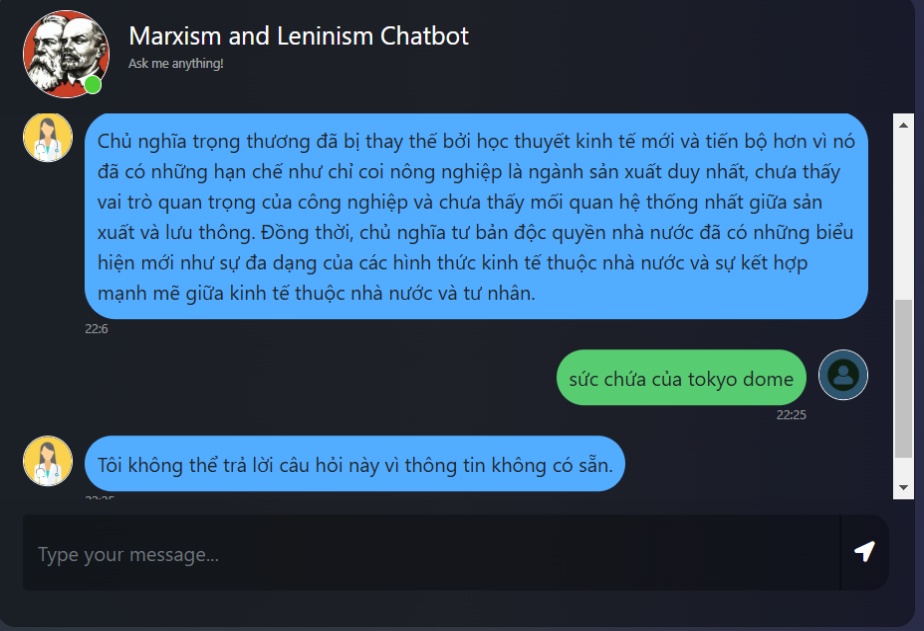 Marxism and Leninism Chatbot
Ask me anything!
Chủ nghĩa trọng thương đã bị thay thế bởi học thuyết kinh tế mới và tiến bộ hơn vì nó
đã có những hạn chế như chỉ coi nông nghiệp là ngành sản xuất duy nhất, chưa thấy
vai trò quan trọng của công nghiệp và chưa thấy mối quan hệ thống nhất giữa sản
xuất và lưu thông. Đồng thời, chủ nghĩa tư bản độc quyền nhà nước đã có những biểu
hiện mới như sự đa dạng của các hình thức kinh tế thuộc nhà nước và sự kết hợp
mạnh mẽ giữa kinh tế thuộc nhà nước và tư nhân.
22:6
sức chứa của tokyo dome
22:25
Tôi không thể trả lời câu hỏi này vì thông tin không có sẵn.
Type your message...